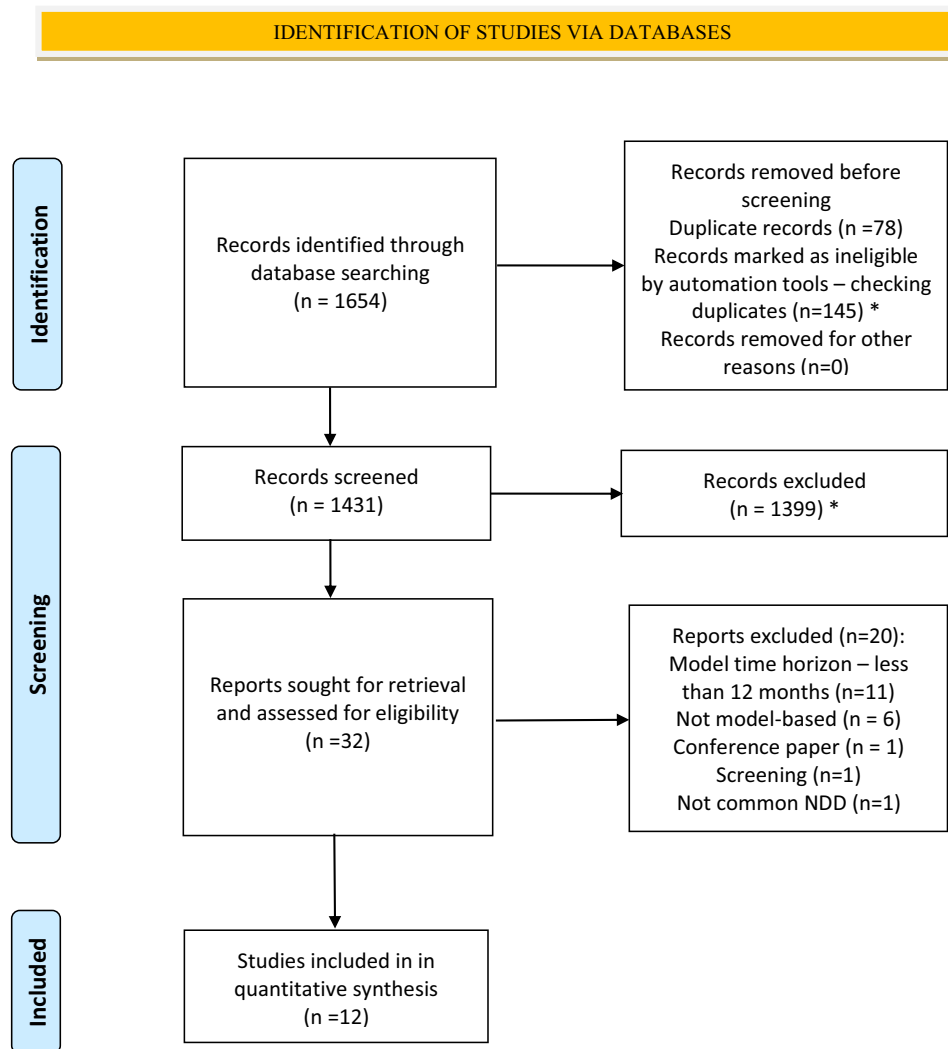 IDENTIFICATION OF STUDIES VIA DATABASES
Identification
Records identified through
database searching
(n = 1654)
Records removed before
screening
Duplicate records (n =78)
Records marked as ineligible
by automation tools – checking
duplicates (n=145) *
Records removed for other
reasons (n=0)
Screening
Records screened
(n = 1431)
Records excluded
(n = 1399) *
Reports sought for retrieval
and assessed for eligibility
(n =32)
Reports excluded (n=20):
Model time horizon – less
than 12 months (n=11)
Not model-based (n = 6)
Conference paper (n = 1)
Screening (n=1)
Not common NDD (n=1)
Included
Studies included in in
quantitative synthesis
(n =12)